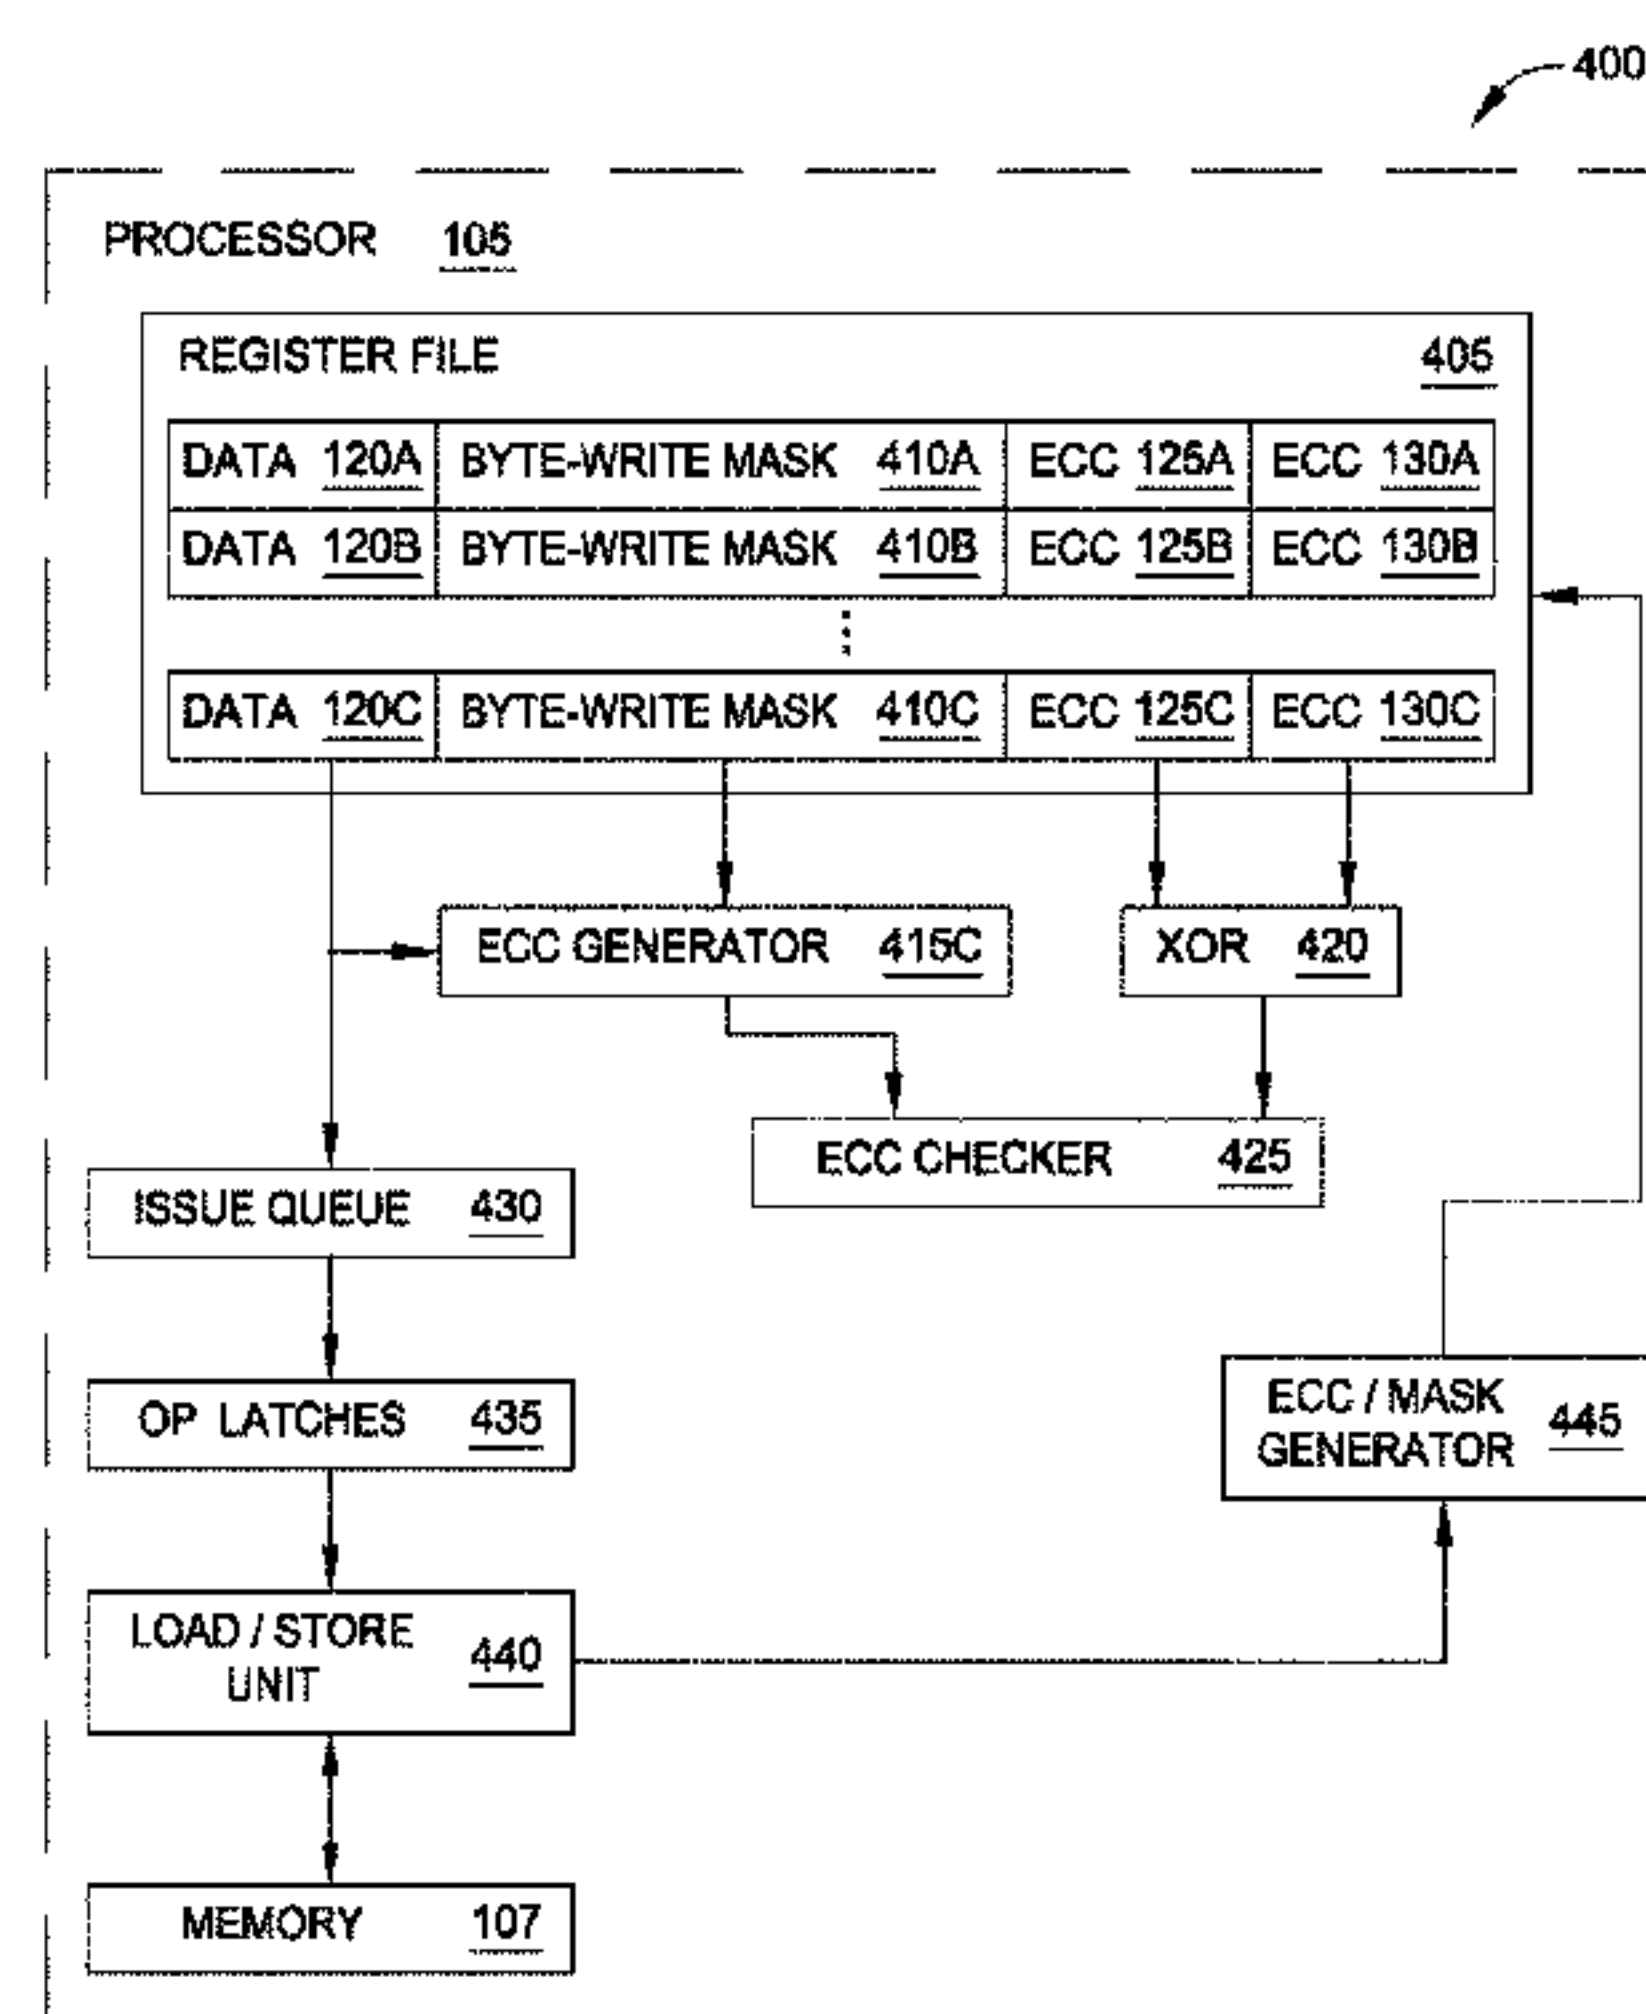 400
PROCESSOR 105
REGISTER FILE 405
DATA 120A BYTE-WRITE MASK 410A ECC 125A ECC 130A
DATA 120B BYTE-WRITE MASK 410B ECC 125B ECC 130B
DATA 120C BYTE-WRITE MASK 410C ECC 125C ECC 130C
ECC GENERATOR 415C
XOR 420
ECC CHECKER 425
ISSUE QUEUE 430
OP LATCHES 435
ECC / MASK
GENERATOR 445
LOAD / STORE
UNIT 440
MEMORY 107